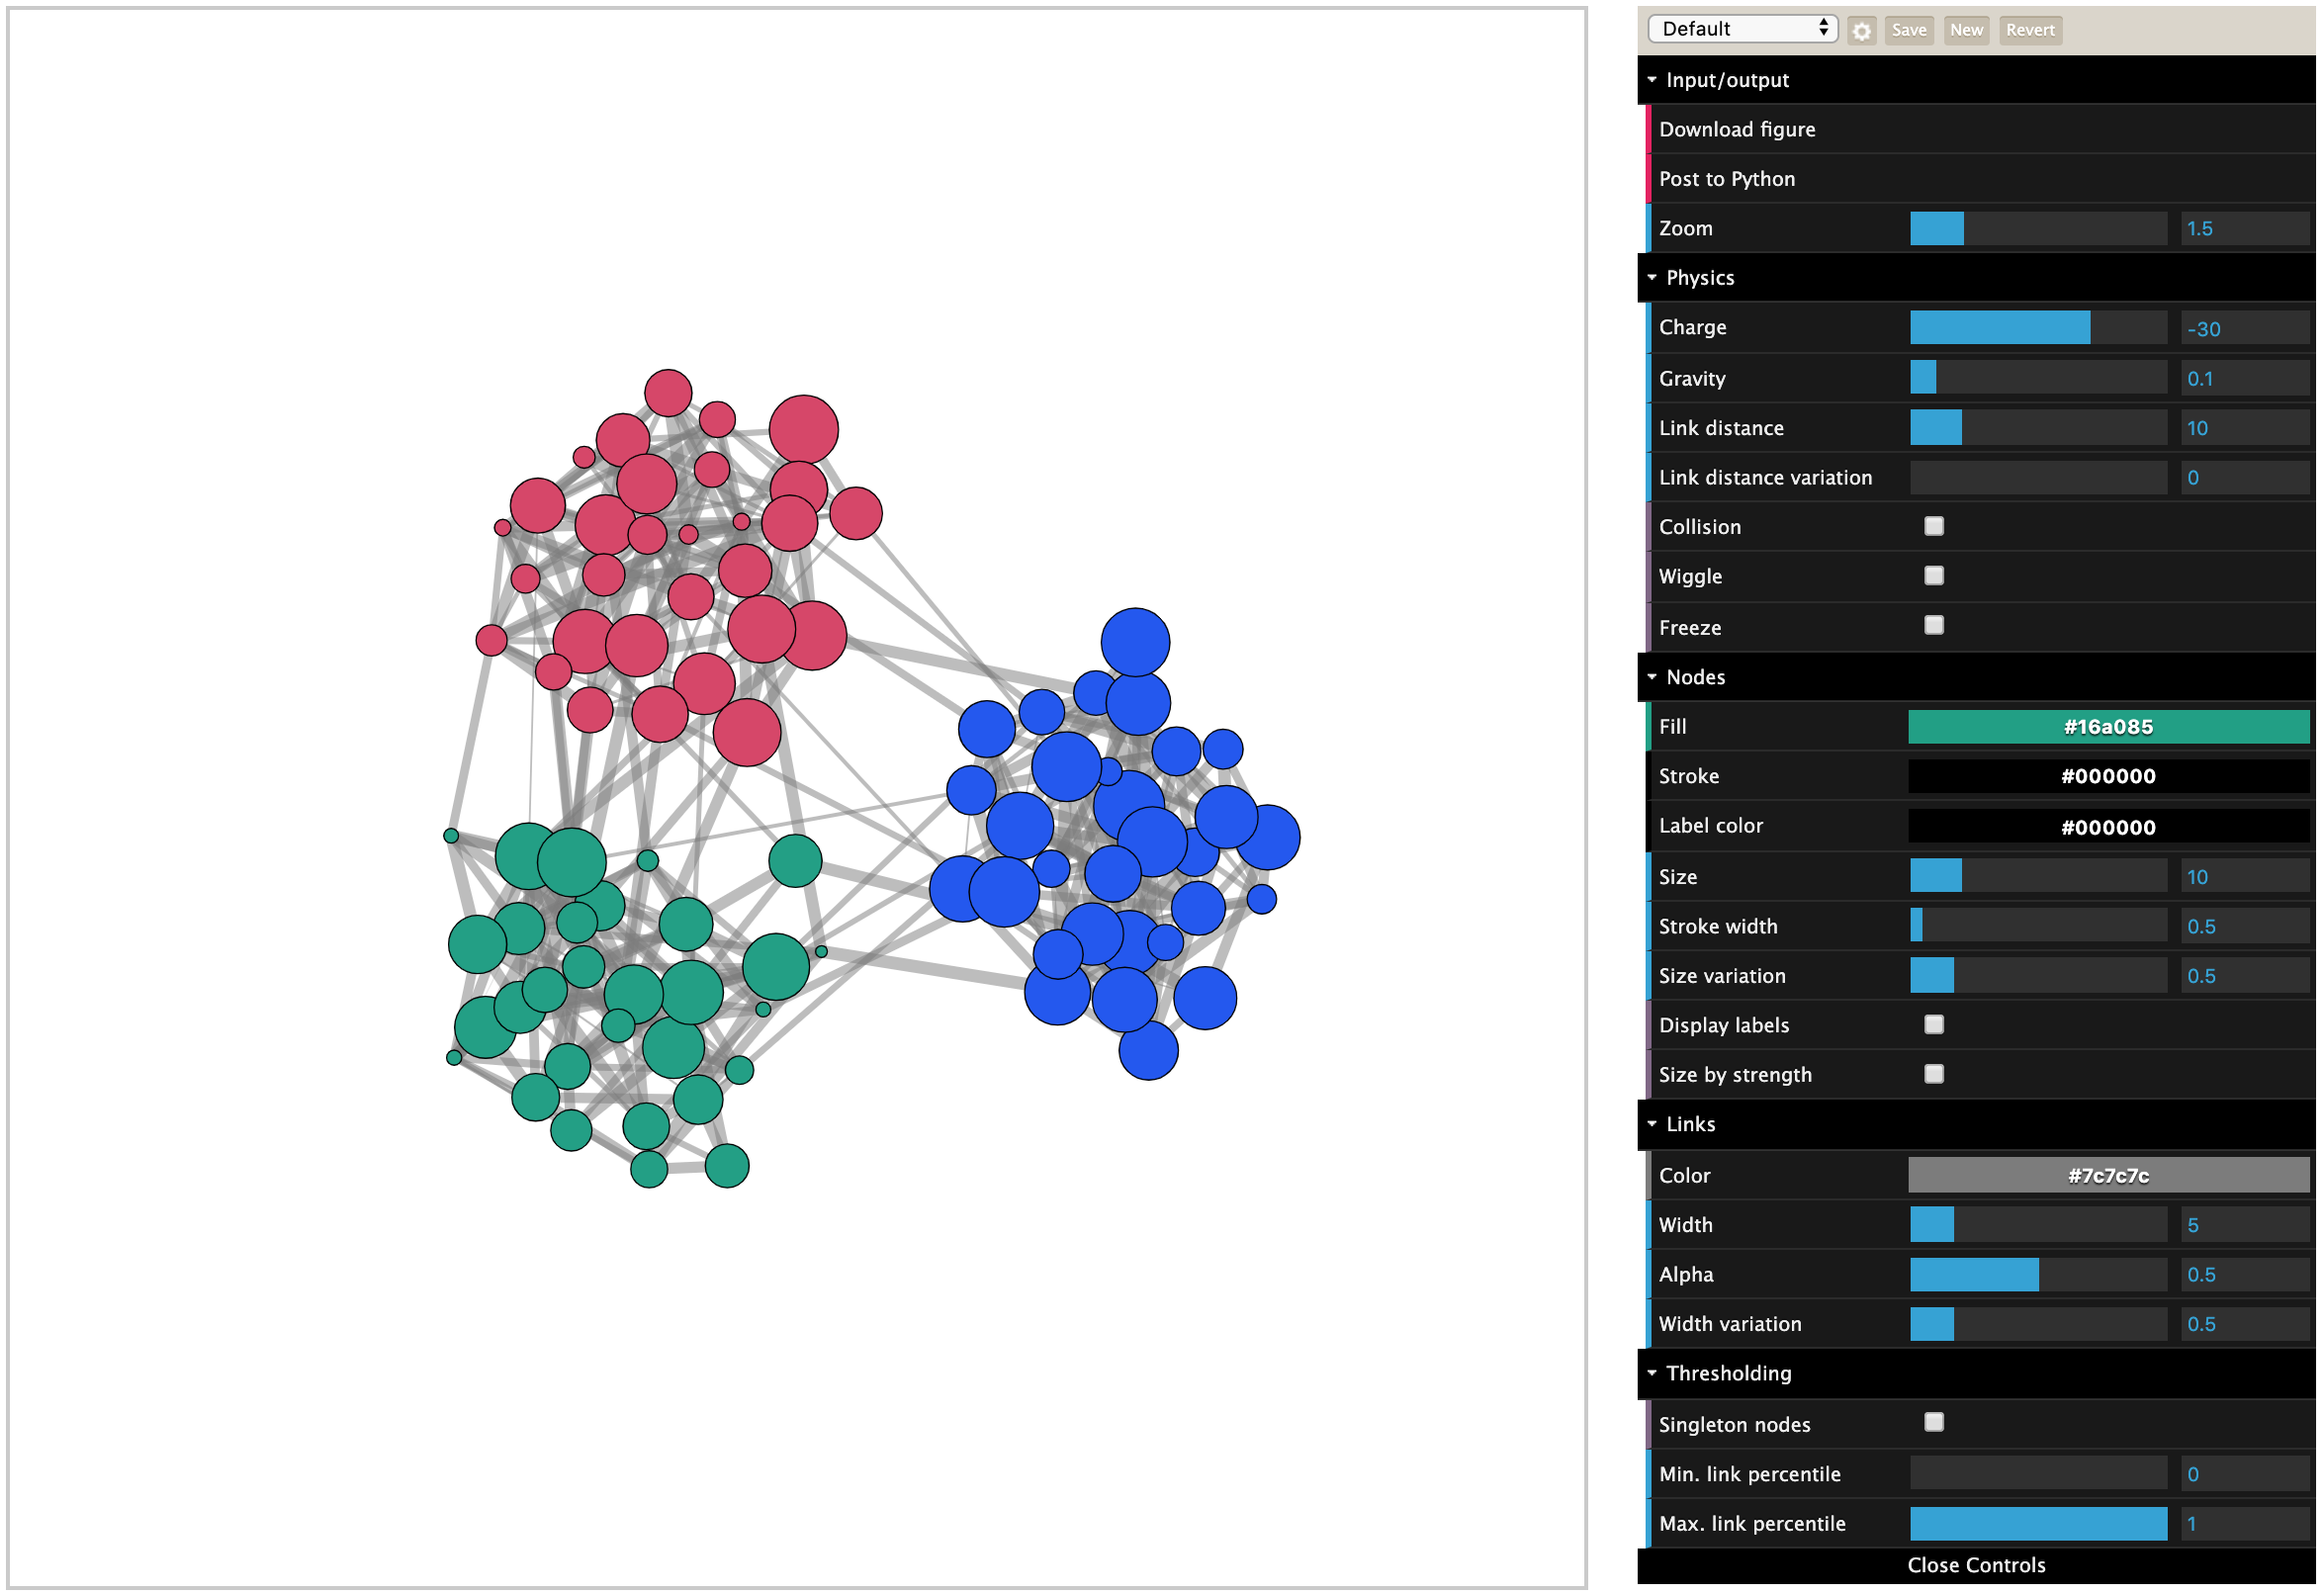 Default Save New Revert
Input/output
Download figure
Post to Python
Zoom 1.5
Physics
Charge -30
Gravity 0.1
Link distance 10
Link distance variation 0
Collision
Wiggle
Freeze
Nodes
Fill #16a085
Stroke #000000
Label color #000000
Size 10
Stroke width 0.5
Size variation 0.5
Display labels
Size by strength
Links
Color #7c7c7c
Width 5
Alpha 0.5
Width variation 0.5
Thresholding
Singleton nodes
Min. link percentile 0
Max. link percentile 1
Close Controls